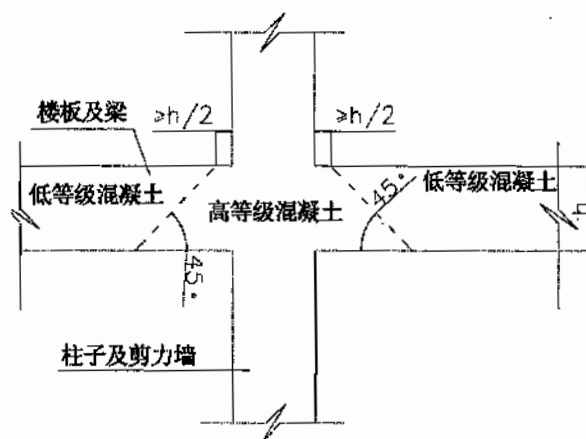 楼板及梁
≥h/2
≥h/2
低等级混凝土
高等级混凝土
低等级混凝土
45°
45°
h
柱子及剪力墙